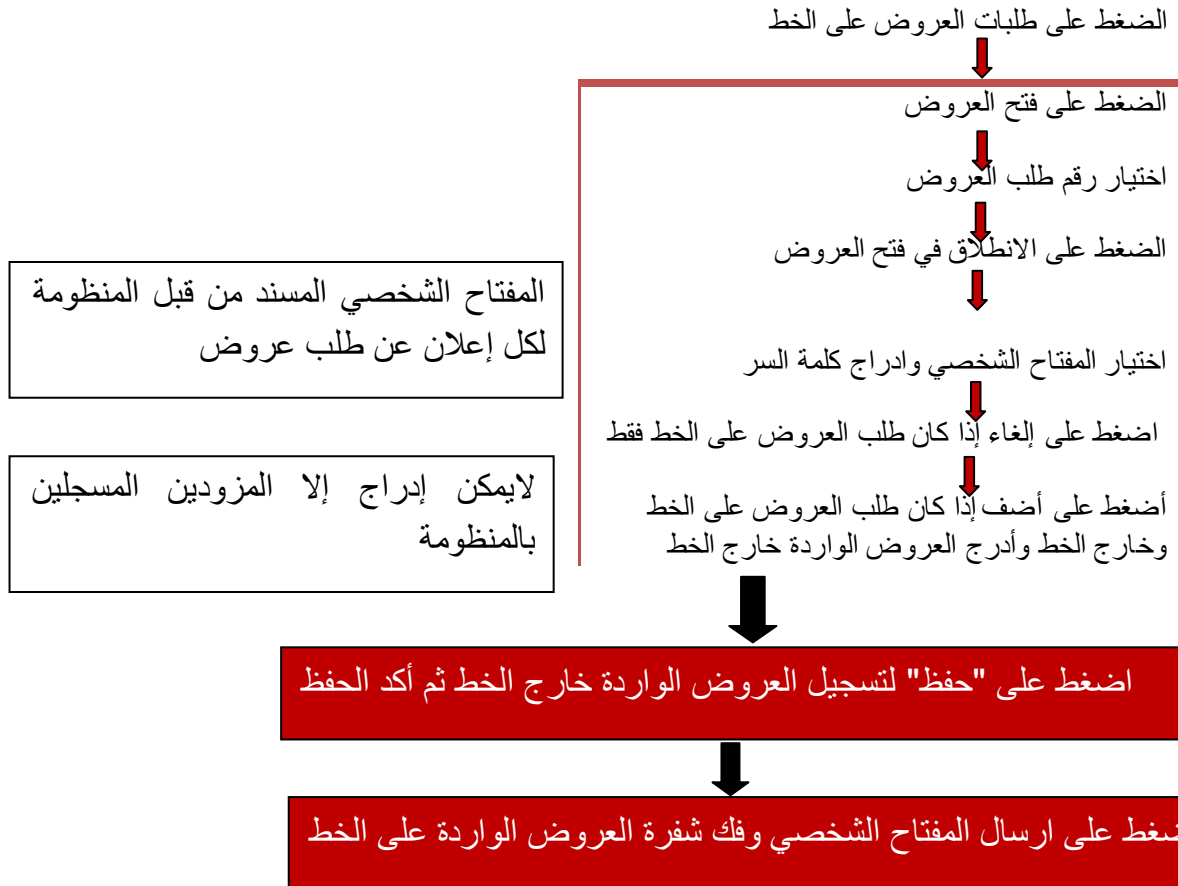 الضغط على طلبات العروض على الخط
الضغط على فتح العروض
اختيار رقم طلب العروض
الضغط على الانطلاق في فتح العروض
المفتاح الشخصي المسند من قبل المنظومة
لكل إعلان عن طلب عروض
اختيار المفتاح الشخصي وادراج كلمة السر
اضغط على إلغاء إذا كان طلب العروض على الخط فقط
لايمكن إدراج إلا المزودين المسجلين
بالمنظومة
أضغط على أضف إذا كان طلب العروض على الخط
وخارج الخط وأدرج العروض الواردة خارج الخط
اضغط على "حفظ" لتسجيل العروض الواردة خارج الخط ثم أكد الحفظ
ضغط على ارسال المفتاح الشخصي وفك شفرة العروض الواردة على الخط